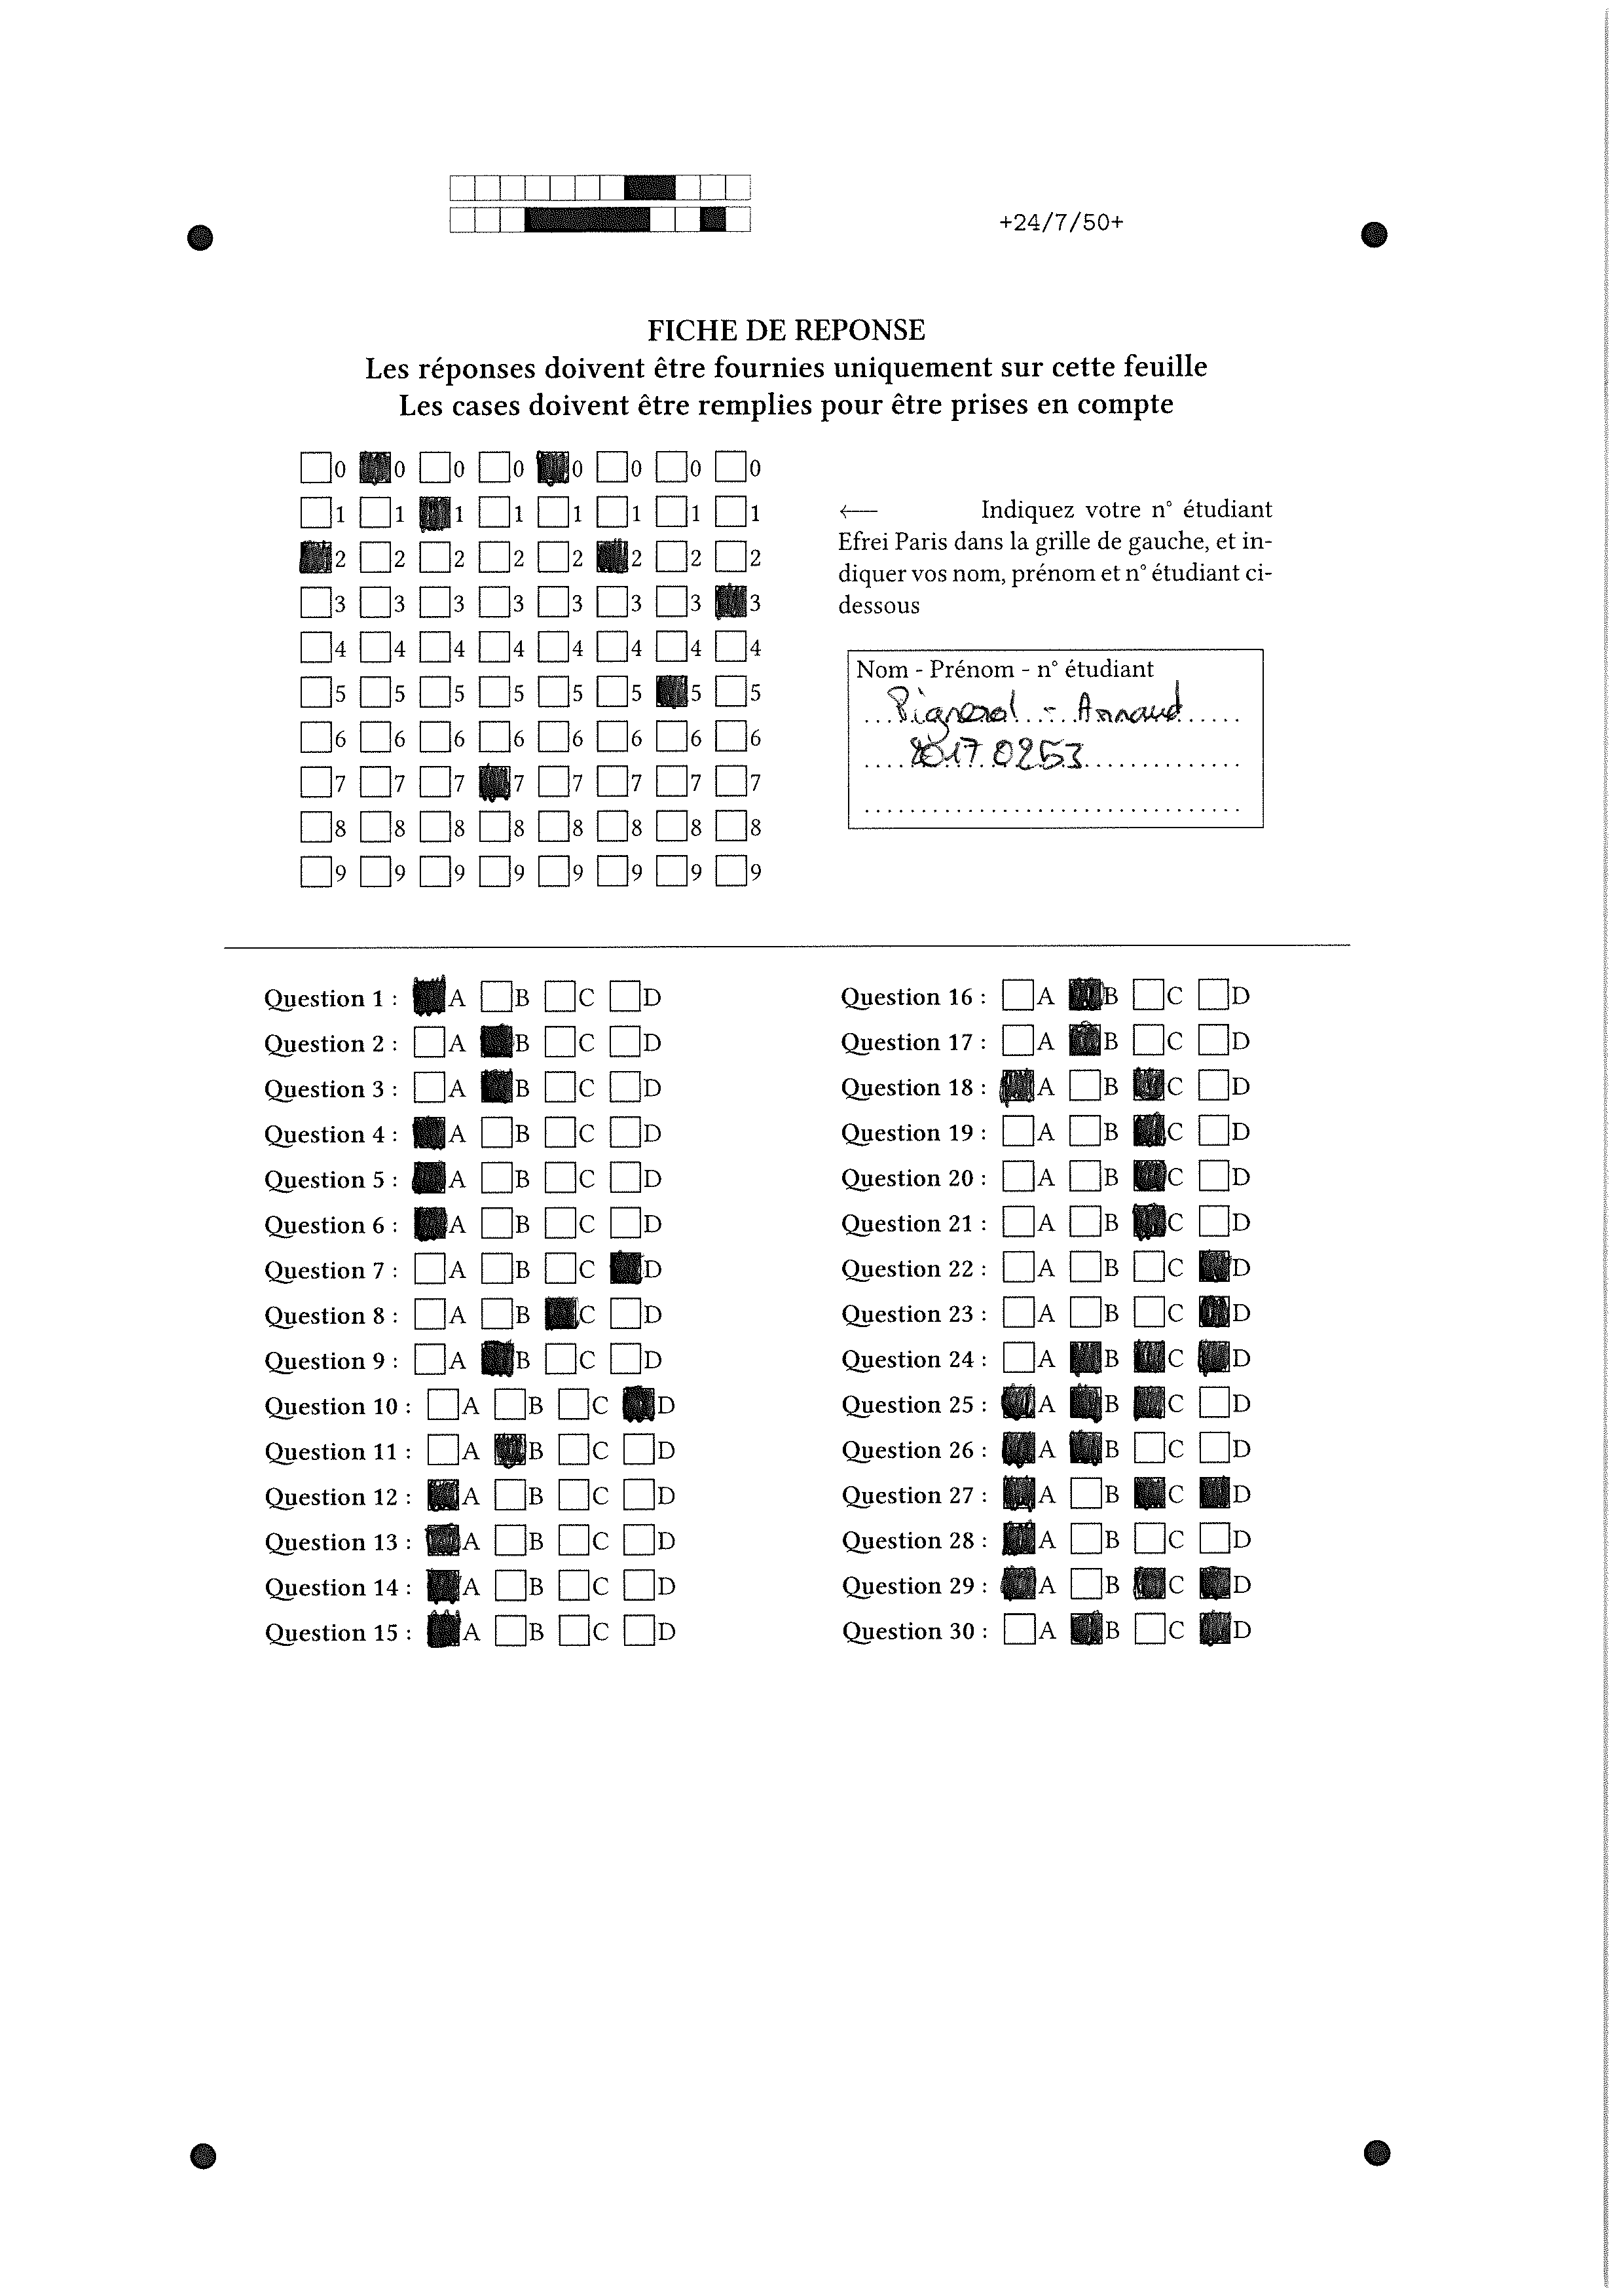 +24/7/50+
FICHE DE REPONSE
Les réponses doivent être fournies uniquement sur cette feuille
Les cases doivent être remplies pour être prises en compte
0 0 0 0 0 0 0 0
1 1 1 1 1 1 1 1
2 2 2 2 2 2 2 2
3 3 3 3 3 3 3 3
4 4 4 4 4 4 4 4
5 5 5 5 5 5 5 5
6 6 6 6 6 6 6 6
7 7 7 7 7 7 7 7
8 8 8 8 8 8 8 8
9 9 9 9 9 9 9 9
← Indiquez votre n° étudiant
Efrei Paris dans la grille de gauche, et in-
diquer vos nom, prénom et n° étudiant ci-
dessous
Nom - Prénom - n° étudiant
- Arnaud
20170253
Question 1 : A B C D
Question 2 : A B C D
Question 3 : A B C D
Question 4 : A B C D
Question 5 : A B C D
Question 6 : A B C D
Question 7 : A B C D
Question 8 : A B C D
Question 9 : A B C D
Question 10 : A B C D
Question 11 : A B C D
Question 12 : A B C D
Question 13 : A B C D
Question 14 : A B C D
Question 15 : A B C D
Question 16 : A B C D
Question 17 : A B C D
Question 18 : A B C D
Question 19 : A B C D
Question 20 : A B C D
Question 21 : A B C D
Question 22 : A B C D
Question 23 : A B C D
Question 24 : A B C D
Question 25 : A B C D
Question 26 : A B C D
Question 27 : A B C D
Question 28 : A B C D
Question 29 : A B C D
Question 30 : A B C D